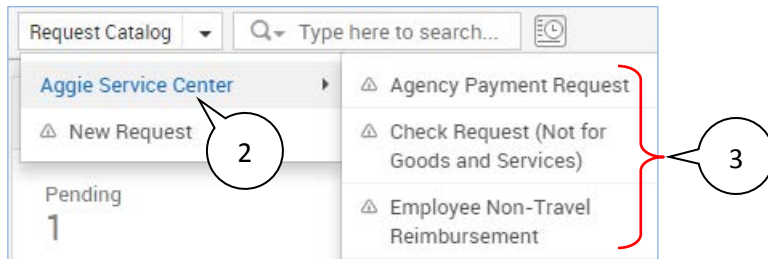 Request Catalog
Type here to search...
Aggie Service Center
New Request
2
Pending
1
Agency Payment Request
Check Request (Not for
Goods and Services)
Employee Non-Travel
Reimbursement
3